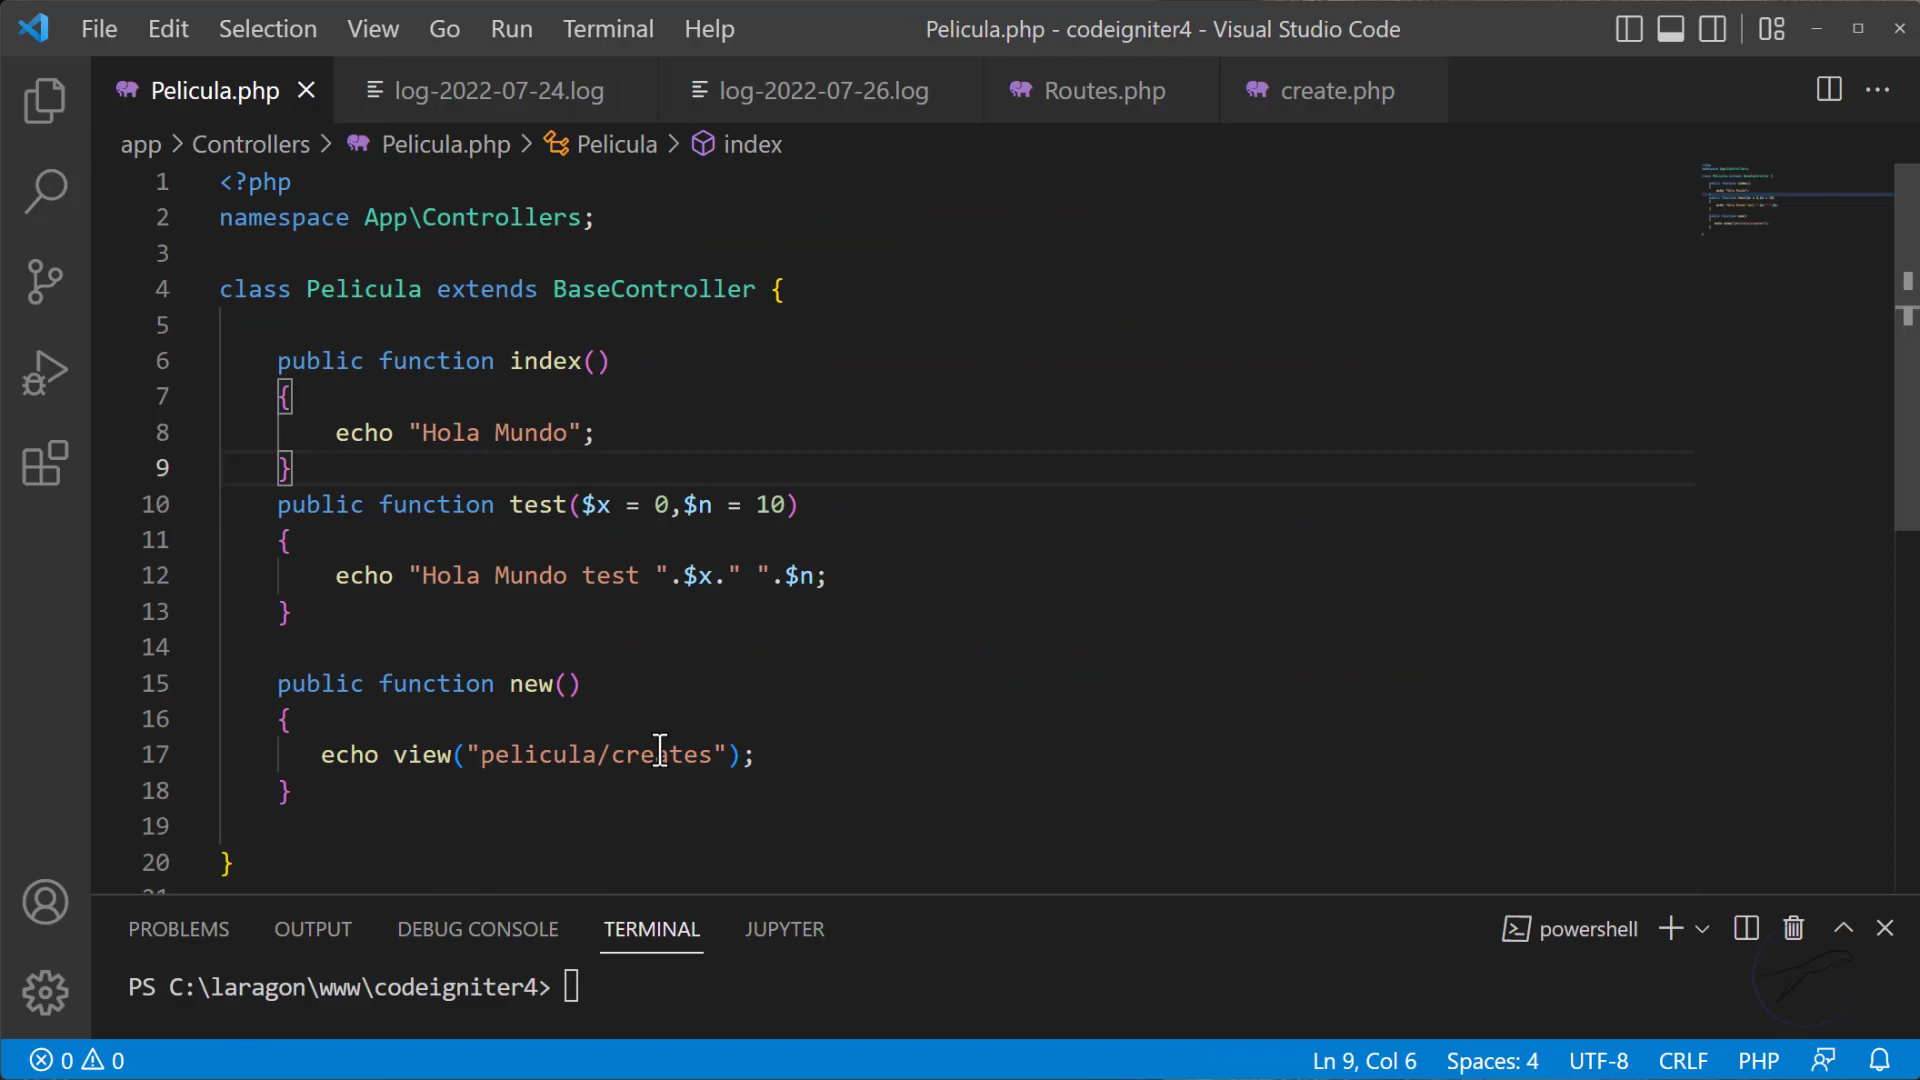 File Edit Selection View Go Run Terminal Help Pelicula.php - codeigniter4 - Visual Studio Code
Pelicula.php log-2022-07-24.log log-2022-07-26.log Routes.php create.php
app > Controllers > Pelicula.php > Pelicula > index
1 <?php
2 namespace App\Controllers;
3
4 class Pelicula extends BaseController {
5
6 public function index()
7 {
8 echo "Hola Mundo";
9 }
10 public function test($x = 0,$n = 10)
11 {
12 echo "Hola Mundo test ".$x." ".$n;
13 }
14
15 public function new()
16 {
17 echo view("pelicula/creates");
18 }
19
20 }
PROBLEMS OUTPUT DEBUG CONSOLE TERMINAL JUPYTER powershell
PS C:\laragon\www\codeigniter4>
0 0 Ln 9, Col 6 Spaces: 4 UTF-8 CRLF PHP